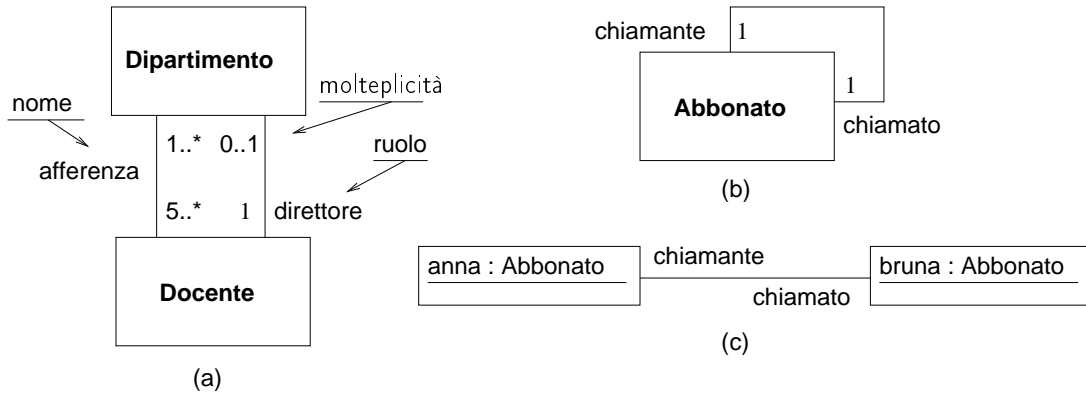 Dipartimento
nome
molteplicità
1..* 0..1
afferenza
ruolo
5..* 1 direttore
Docente
(a)
chiamante 1
1
Abbonato
chiamato
(b)
anna : Abbonato
chiamante
bruna : Abbonato
chiamato
(c)